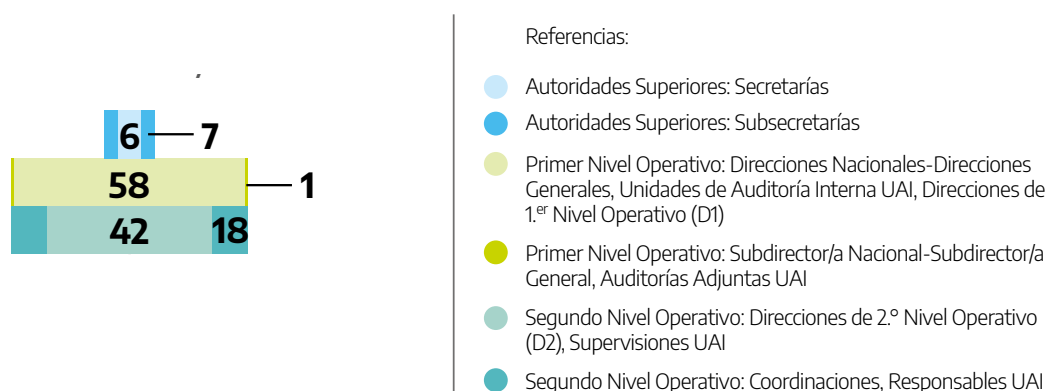 6
7
58
1
42
18
Referencias:
Autoridades Superiores: Secretarías
Autoridades Superiores: Subsecretarías
Primer Nivel Operativo: Direcciones Nacionales-Direcciones
Generales, Unidades de Auditoría Interna UAI, Direcciones de
1.er Nivel Operativo (D1)
Primer Nivel Operativo: Subdirector/a Nacional-Subdirector/a
General, Auditorías Adjuntas UAI
Segundo Nivel Operativo: Direcciones de 2.° Nivel Operativo
(D2), Supervisiones UAI
Segundo Nivel Operativo: Coordinaciones, Responsables UAI